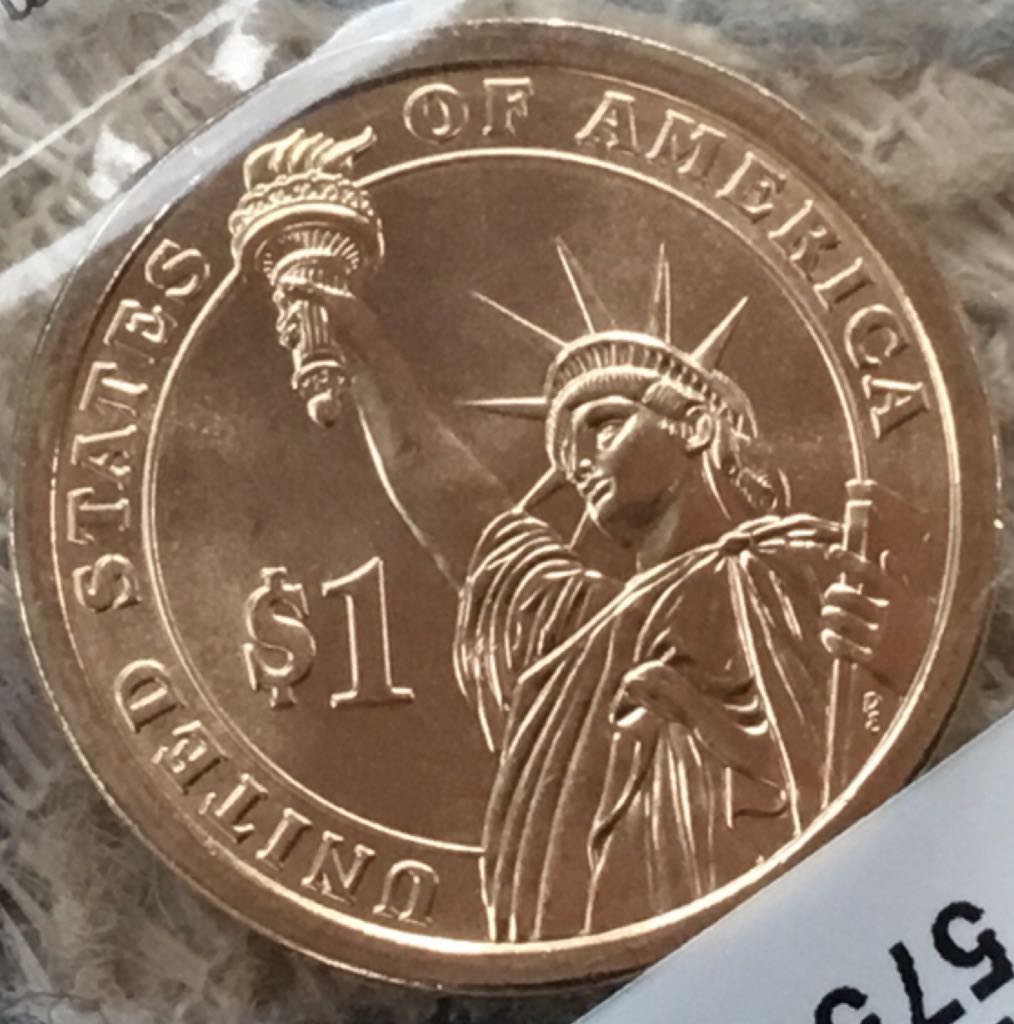 UNITED STATES OF AMERICA
$1